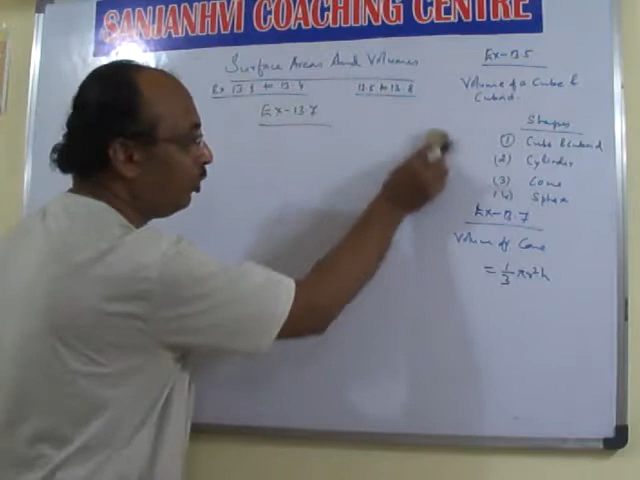 SANJANHVI COACHING CENTRE
Surface Areas And Volumes
Ex 13.1 to 13.4
13.5 to 13.8
Ex-13.7
Ex-13.5
Volume of a Cube &
Cuboid.
Shapes
(1) Cube & Cuboid
(2) Cylinder
(3) Cone
(4) Sphere
Ex-13.7
Volume of Cone
= 1/3 πr²h